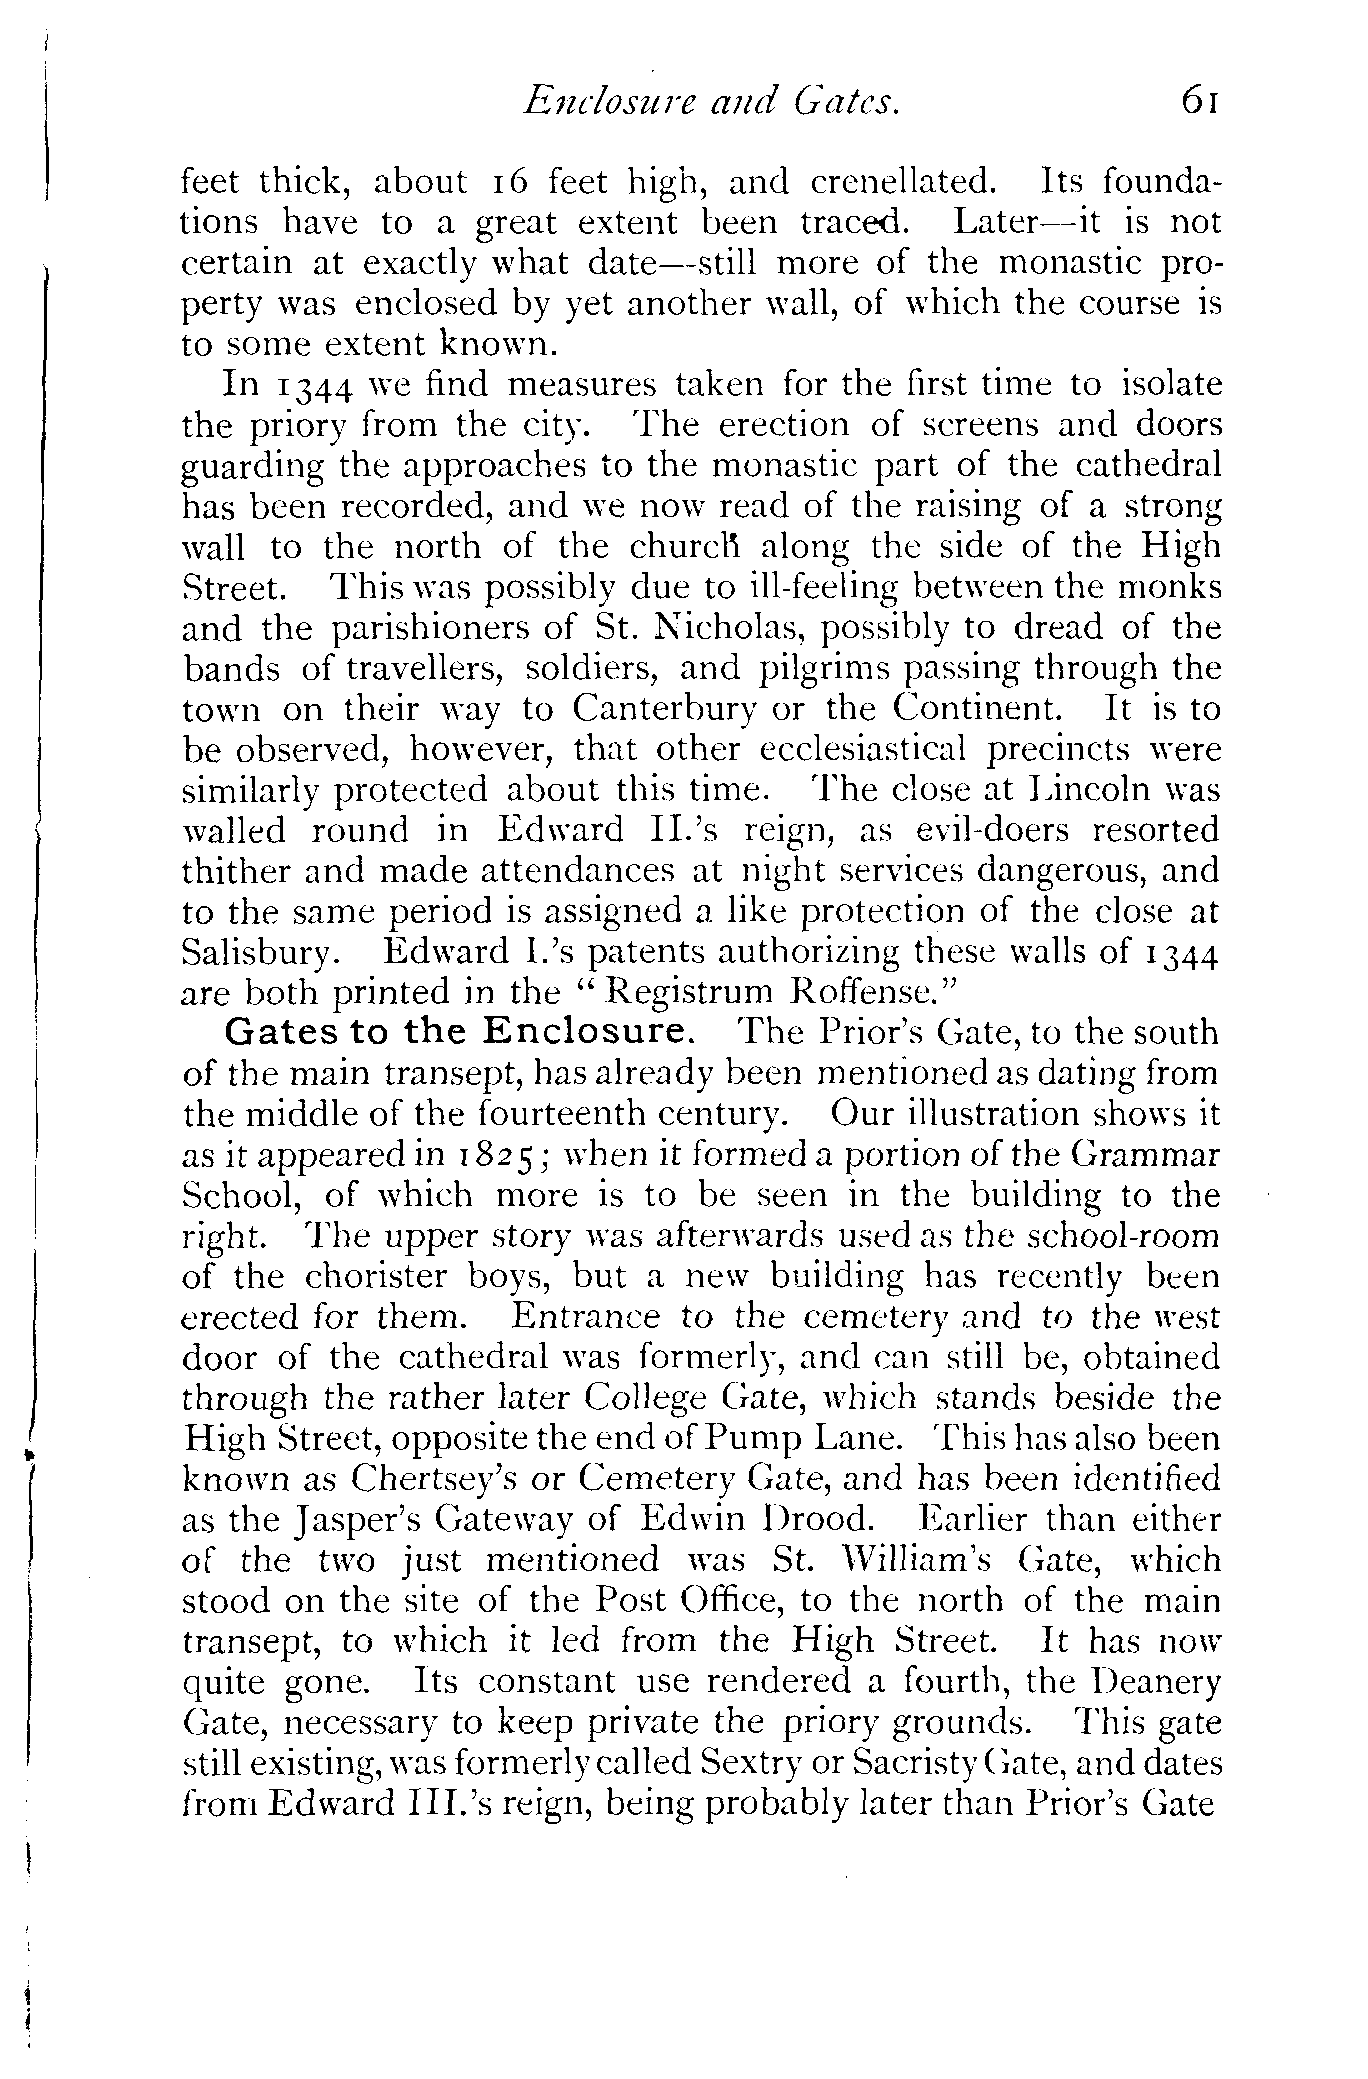 Enclosure and Gates. 61
feet thick, about 16 feet high, and crenellated. Its founda-
tions have to a great extent been traced. Later—it is not
certain at exactly what date—still more of the monastic pro-
perty was enclosed by yet another wall, of which the course is
to some extent known.
In 1344 we find measures taken for the first time to isolate
the priory from the city. The erection of screens and doors
guarding the approaches to the monastic part of the cathedral
has been recorded, and we now read of the raising of a strong
wall to the north of the church along the side of the High
Street. This was possibly due to ill-feeling between the monks
and the parishioners of St. Nicholas, possibly to dread of the
bands of travellers, soldiers, and pilgrims passing through the
town on their way to Canterbury or the Continent. It is to
be observed, however, that other ecclesiastical precincts were
similarly protected about this time. The close at Lincoln was
walled round in Edward II.'s reign, as evil-doers resorted
thither and made attendances at night services dangerous, and
to the same period is assigned a like protection of the close at
Salisbury. Edward I.'s patents authorizing these walls of 1344
are both printed in the “Registrum Roffense.”
Gates to the Enclosure. The Prior's Gate, to the south
of the main transept, has already been mentioned as dating from
the middle of the fourteenth century. Our illustration shows it
as it appeared in 1825; when it formed a portion of the Grammar
School, of which more is to be seen in the building to the
right. The upper story was afterwards used as the school-room
of the chorister boys, but a new building has recently been
erected for them. Entrance to the cemetery and to the west
door of the cathedral was formerly, and can still be, obtained
through the rather later College Gate, which stands beside the
High Street, opposite the end of Pump Lane. This has also been
known as Chertsey's or Cemetery Gate, and has been identified
as the Jasper's Gateway of Edwin Drood. Earlier than either
of the two just mentioned was St. William's Gate, which
stood on the site of the Post Office, to the north of the main
transept, to which it led from the High Street. It has now
quite gone. Its constant use rendered a fourth, the Deanery
Gate, necessary to keep private the priory grounds. This gate
still existing, was formerly called Sextry or Sacristy Gate, and dates
from Edward III.'s reign, being probably later than Prior's Gate